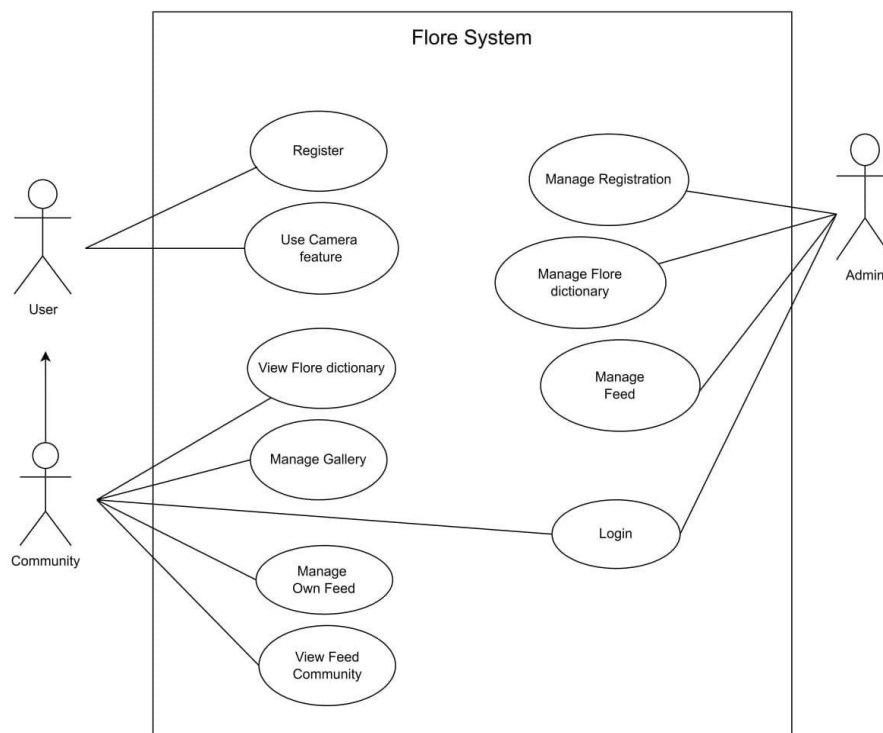 Flore System
Register
Manage Registration
Use Camera
feature
Manage Flore
dictionary
User
Admin
View Flore dictionary
Manage
Feed
Manage Gallery
Community
Login
Manage
Own Feed
View Feed
Community